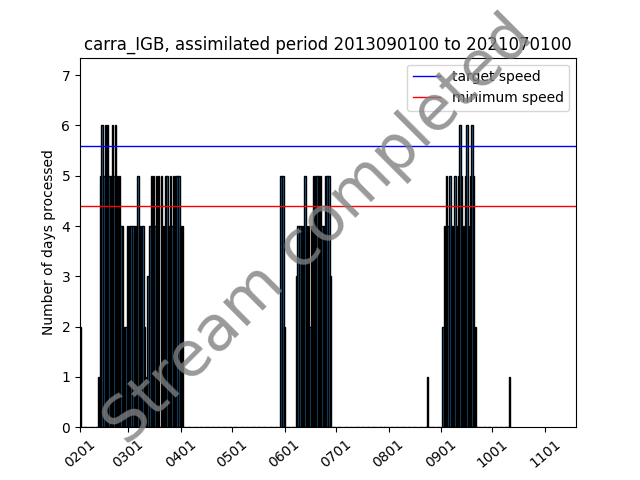 carra_IGB, assimilated period 2013090100 to 2021070100
target speed
minimum speed
Number of days processed
7
6
5
4
3
2
1
0
0201 0301 0401 0501 0601 0701 0801 0901 1001 1101
Stream completed